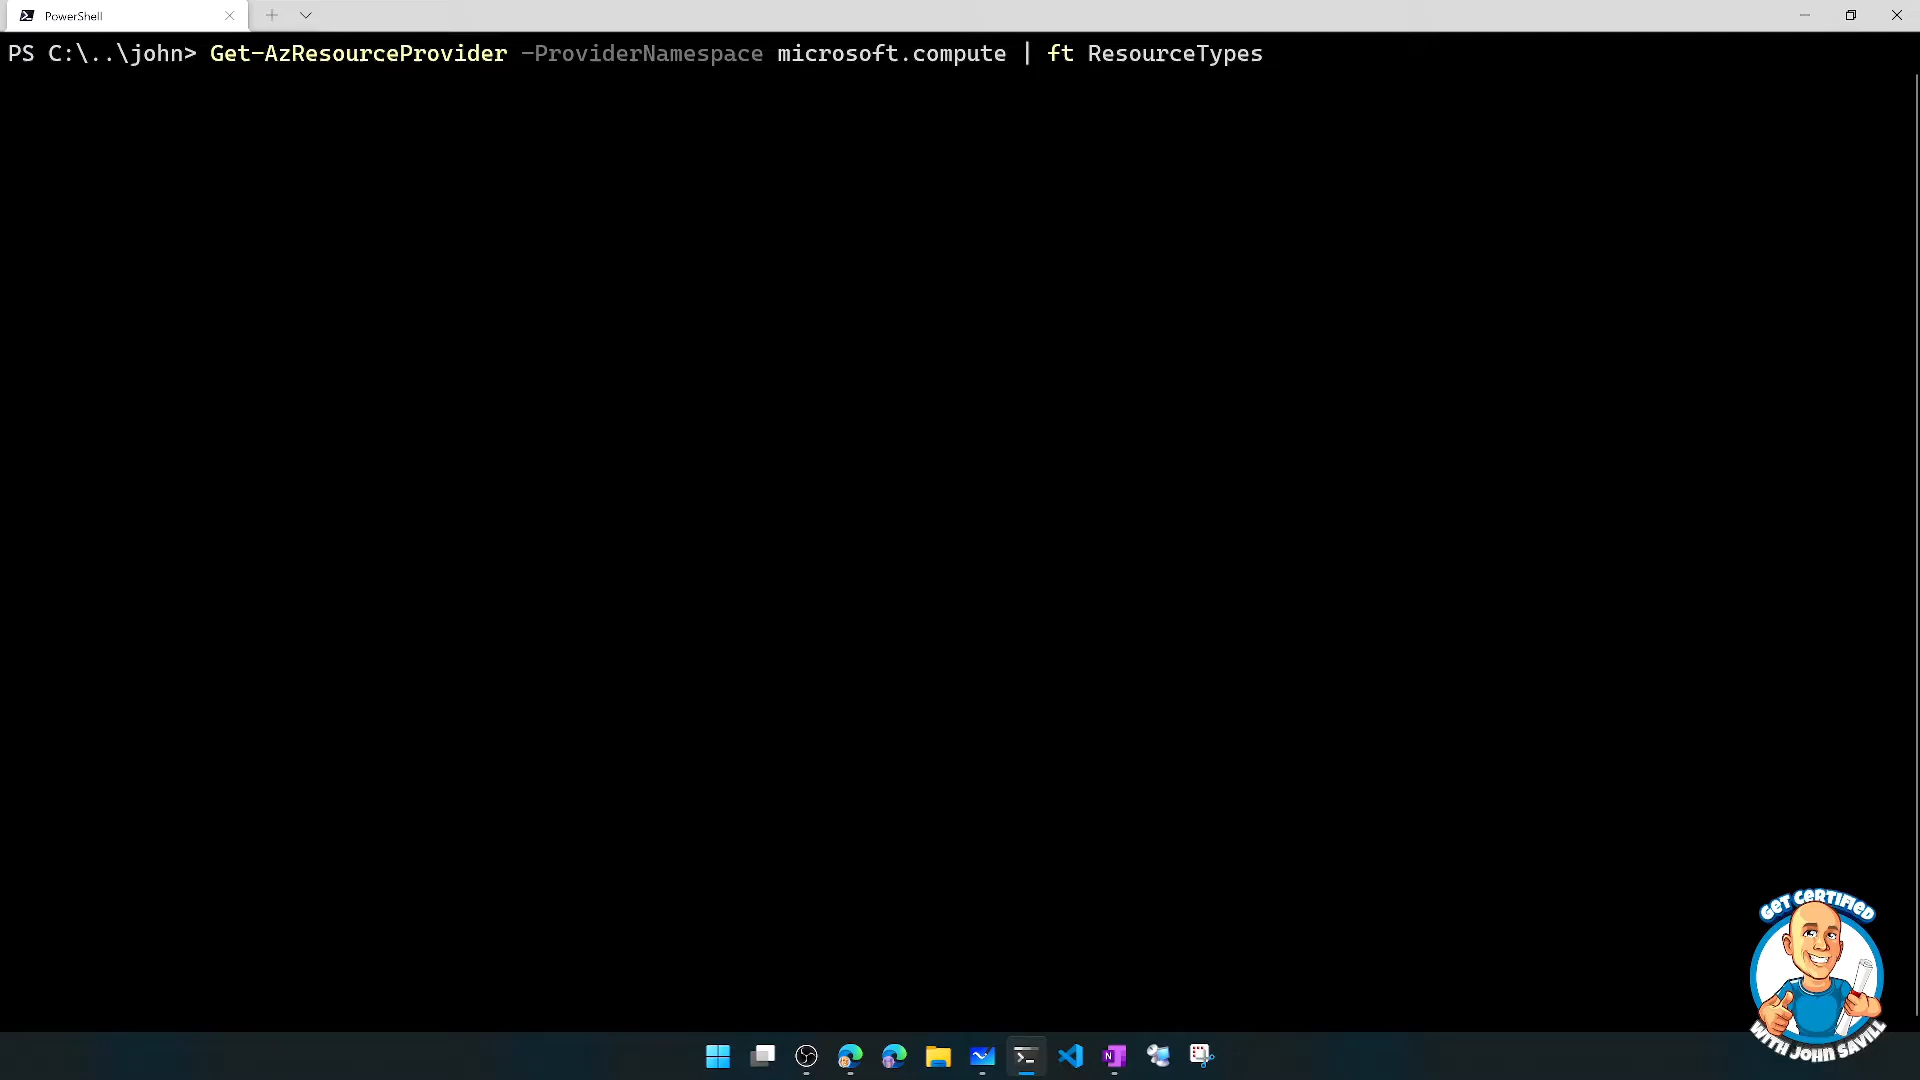 PowerShell
PS C:\..\john> Get-AzResourceProvider -ProviderNamespace microsoft.compute | ft ResourceTypes
GET CERTIFIED
WITH JOHN SAVILL